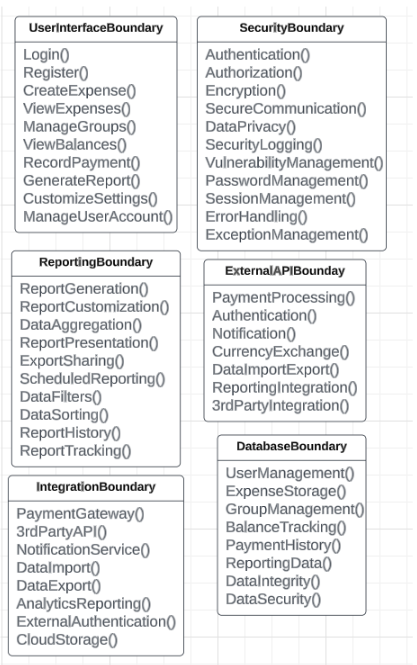 UserInterfaceBoundary
Login()
Register()
CreateExpense()
ViewExpenses()
ManageGroups()
ViewBalances()
RecordPayment()
GenerateReport()
CustomizeSettings()
ManageUserAccount()
SecurityBoundary
Authentication()
Authorization()
Encryption()
SecureCommunication()
DataPrivacy()
SecurityLogging()
VulnerabilityManagement()
PasswordManagement()
SessionManagement()
ErrorHandling()
ExceptionManagement()
ReportingBoundary
ReportGeneration()
ReportCustomization()
DataAggregation()
ReportPresentation()
ExportSharing()
ScheduledReporting()
DataFilters()
DataSorting()
ReportHistory()
ReportTracking()
ExternalAPIBounday
PaymentProcessing()
Authentication()
Notification()
CurrencyExchange()
DataImportExport()
ReportingIntegration()
3rdPartyIntegration()
IntegrationBoundary
PaymentGateway()
3rdPartyAPI()
NotificationService()
DataImport()
DataExport()
AnalyticsReporting()
ExternalAuthentication()
CloudStorage()
DatabaseBoundary
UserManagement()
ExpenseStorage()
GroupManagement()
BalanceTracking()
PaymentHistory()
ReportingData()
DataIntegrity()
DataSecurity()